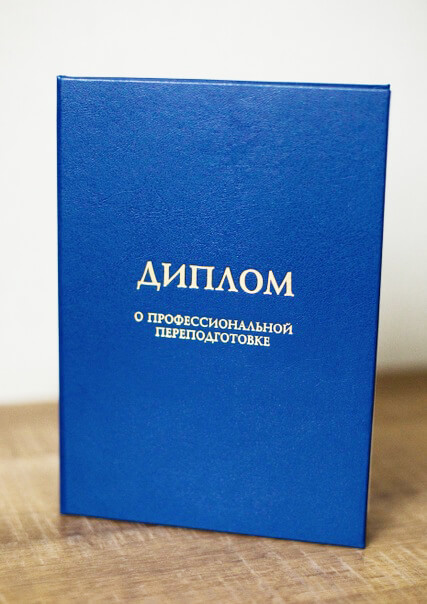 ДИПЛОМ
О ПРОФЕССИОНАЛЬНОЙ
ПЕРЕПОДГОТОВКЕ